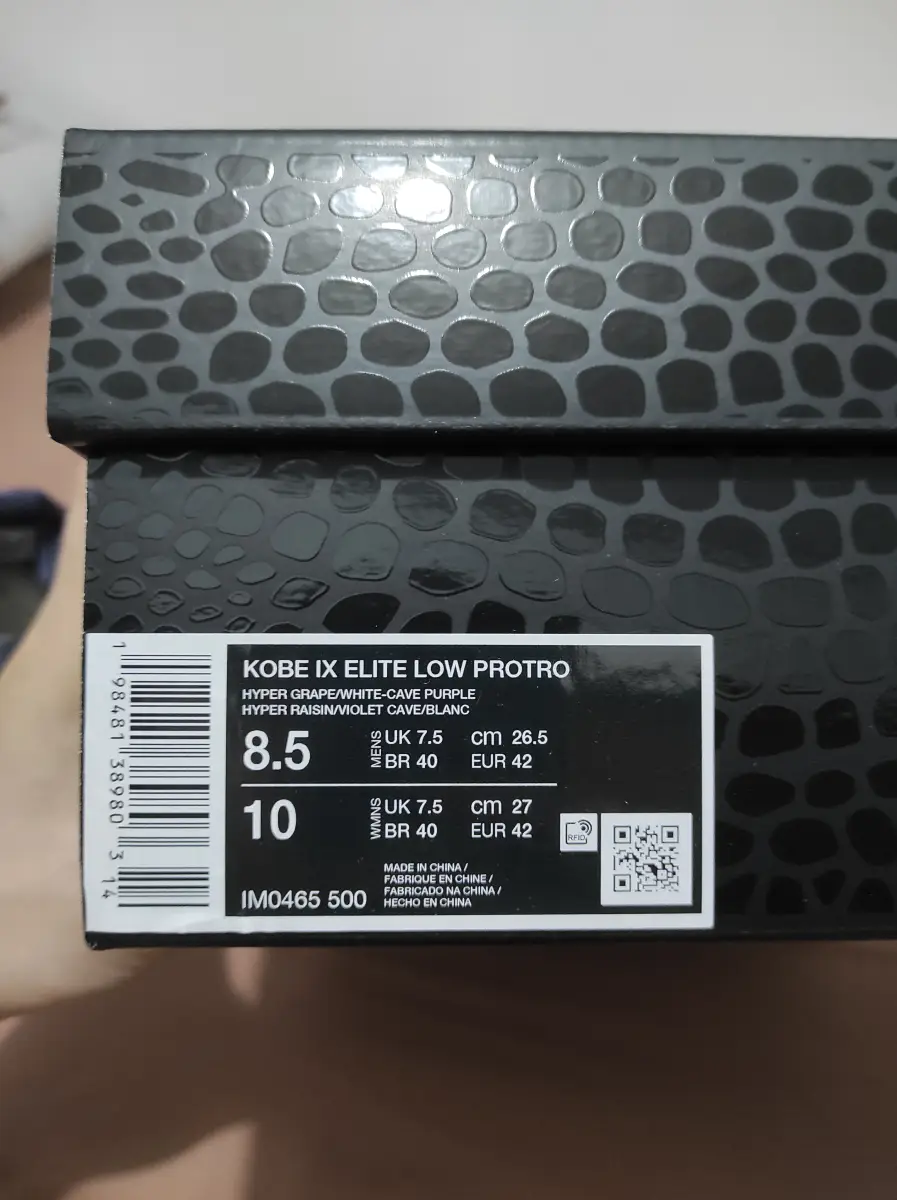 KOBE IX ELITE LOW PROTRO
HYPER GRAPE/WHITE-CAVE PURPLE
HYPER RAISIN/VIOLET CAVE/BLANC
8.5 MENS UK 7.5 cm 26.5
BR 40 EUR 42
10 WMNS UK 7.5 cm 27
BR 40 EUR 42
RFID
IM0465 500
MADE IN CHINA /
FABRIQUE EN CHINE /
FABRICADO NA CHINA /
HECHO EN CHINA
1 98481 38980 3 14